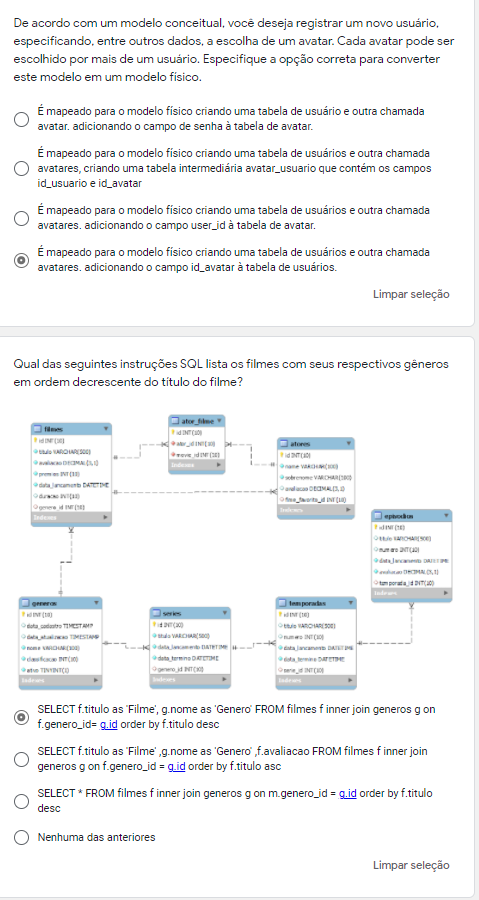 De acordo com um modelo conceitual, você deseja registrar um novo usuário,
especificando, entre outros dados, a escolha de um avatar. Cada avatar pode ser
escolhido por mais de um usuário. Especifique a opção correta para converter
este modelo em um modelo físico.
É mapeado para o modelo físico criando uma tabela de usuário e outra chamada
avatar. adicionando o campo de senha à tabela de avatar.
É mapeado para o modelo físico criando uma tabela de usuários e outra chamada
avatares, criando uma tabela intermediária avatar_usuario que contém os campos
id_usuario e id_avatar
É mapeado para o modelo físico criando uma tabela de usuários e outra chamada
avatares. adicionando o campo user_id à tabela de avatar.
É mapeado para o modelo físico criando uma tabela de usuários e outra chamada
avatares. adicionando o campo id_avatar à tabela de usuários.
Limpar seleção
Qual das seguintes instruções SQL lista os filmes com seus respectivos gêneros
em ordem decrescente do título do filme?
filmes
id INT(10)
titulo VARCHAR(500)
avaliacao DECIMAL(3,1)
premios INT(10)
data_lancamento DATETIME
duracao INT(10)
genero_id INT(10)
Indexes
ator_filme
id INT(10)
ator_id INT(10)
movie_id INT(10)
Indexes
atores
id INT(10)
nome VARCHAR(100)
sobrenome VARCHAR(100)
avaliacao DECIMAL(3,1)
filme_favorito_id INT(10)
Indexes
episodios
id INT(10)
titulo VARCHAR(500)
numero INT(10)
data_lancamento DATETIME
avaliacao DECIMAL(3,1)
temporada_id INT(10)
Indexes
generos
id INT(10)
data_cadastro TIMESTAMP
data_atualizacao TIMESTAMP
nome VARCHAR(100)
classificacao INT(10)
ativo TINYINT(1)
Indexes
series
id INT(10)
titulo VARCHAR(500)
data_lancamento DATETIME
data_termino DATETIME
genero_id INT(10)
Indexes
temporadas
id INT(10)
titulo VARCHAR(500)
numero INT(10)
data_lancamento DATETIME
data_termino DATETIME
serie_id INT(10)
Indexes
SELECT f.titulo as 'Filme', g.nome as 'Genero' FROM filmes f inner join generos g on
f.genero_id= g.id order by f.titulo desc
SELECT f.titulo as 'Filme' ,g.nome as 'Genero' ,f.avaliacao FROM filmes f inner join
generos g on f.genero_id = g.id order by f.titulo asc
SELECT * FROM filmes f inner join generos g on m.genero_id = g.id order by f.titulo
desc
Nenhuma das anteriores
Limpar seleção